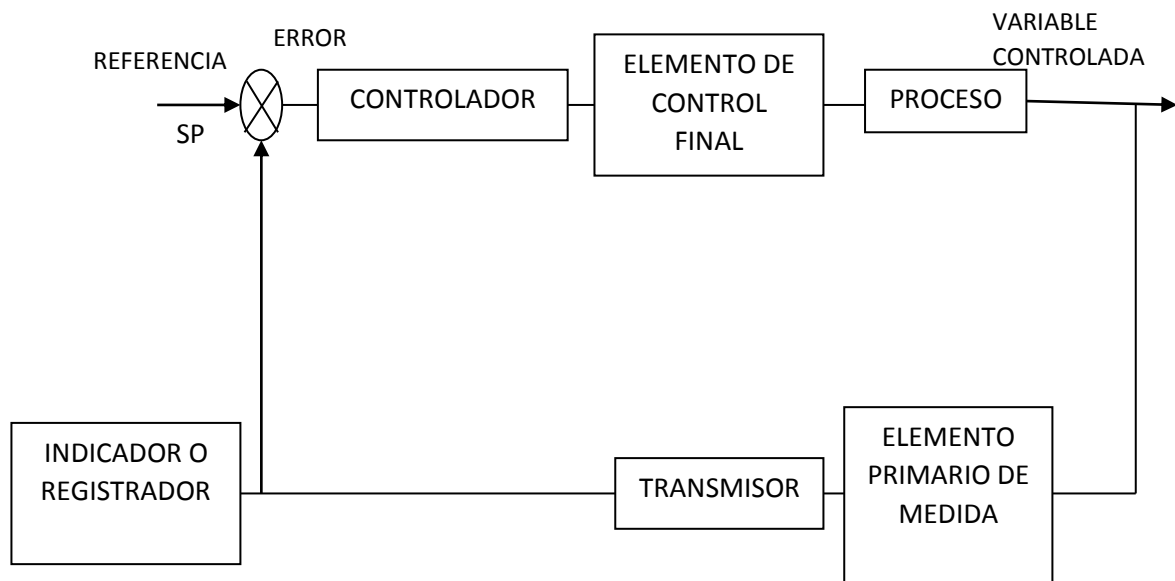 VARIABLE
CONTROLADA
ERROR
REFERENCIA
SP
CONTROLADOR
ELEMENTO DE
CONTROL
FINAL
PROCESO
INDICADOR O
REGISTRADOR
TRANSMISOR
ELEMENTO
PRIMARIO DE
MEDIDA